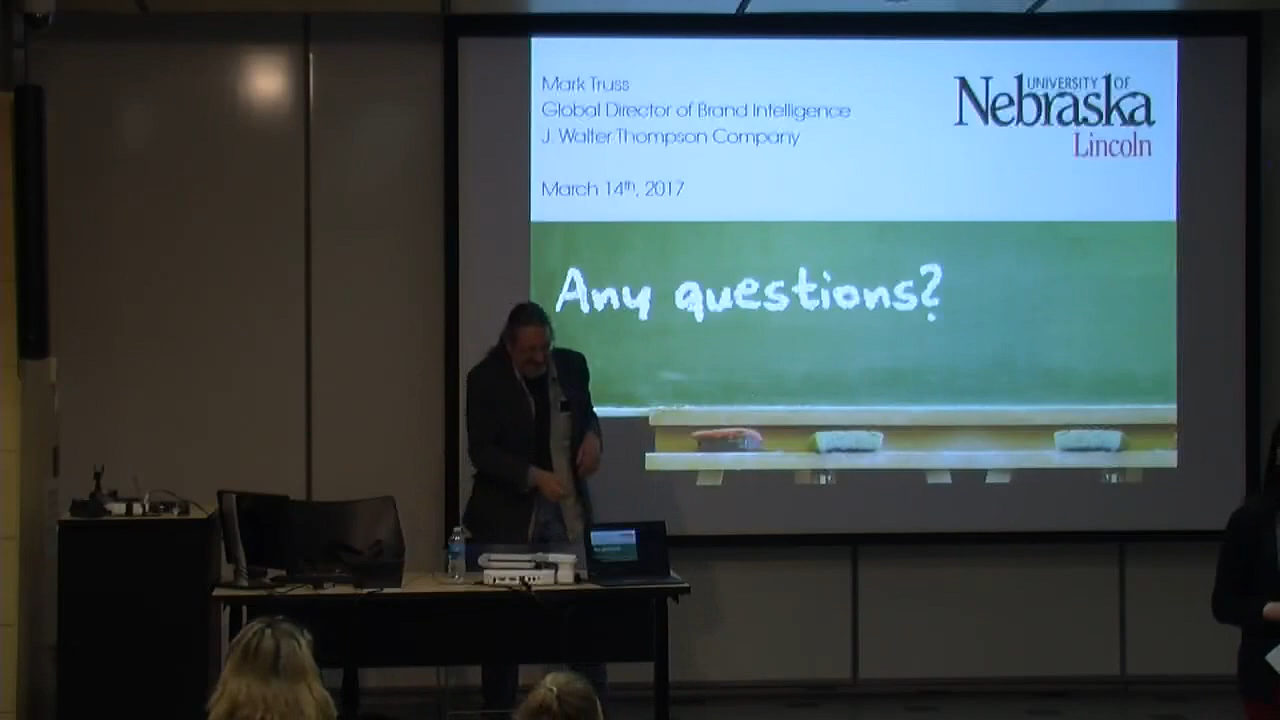 Mark Truss
Global Director of Brand Intelligence
J. Walter Thompson Company
March 14th, 2017
UNIVERSITY OF
Nebraska
Lincoln
Any questions?